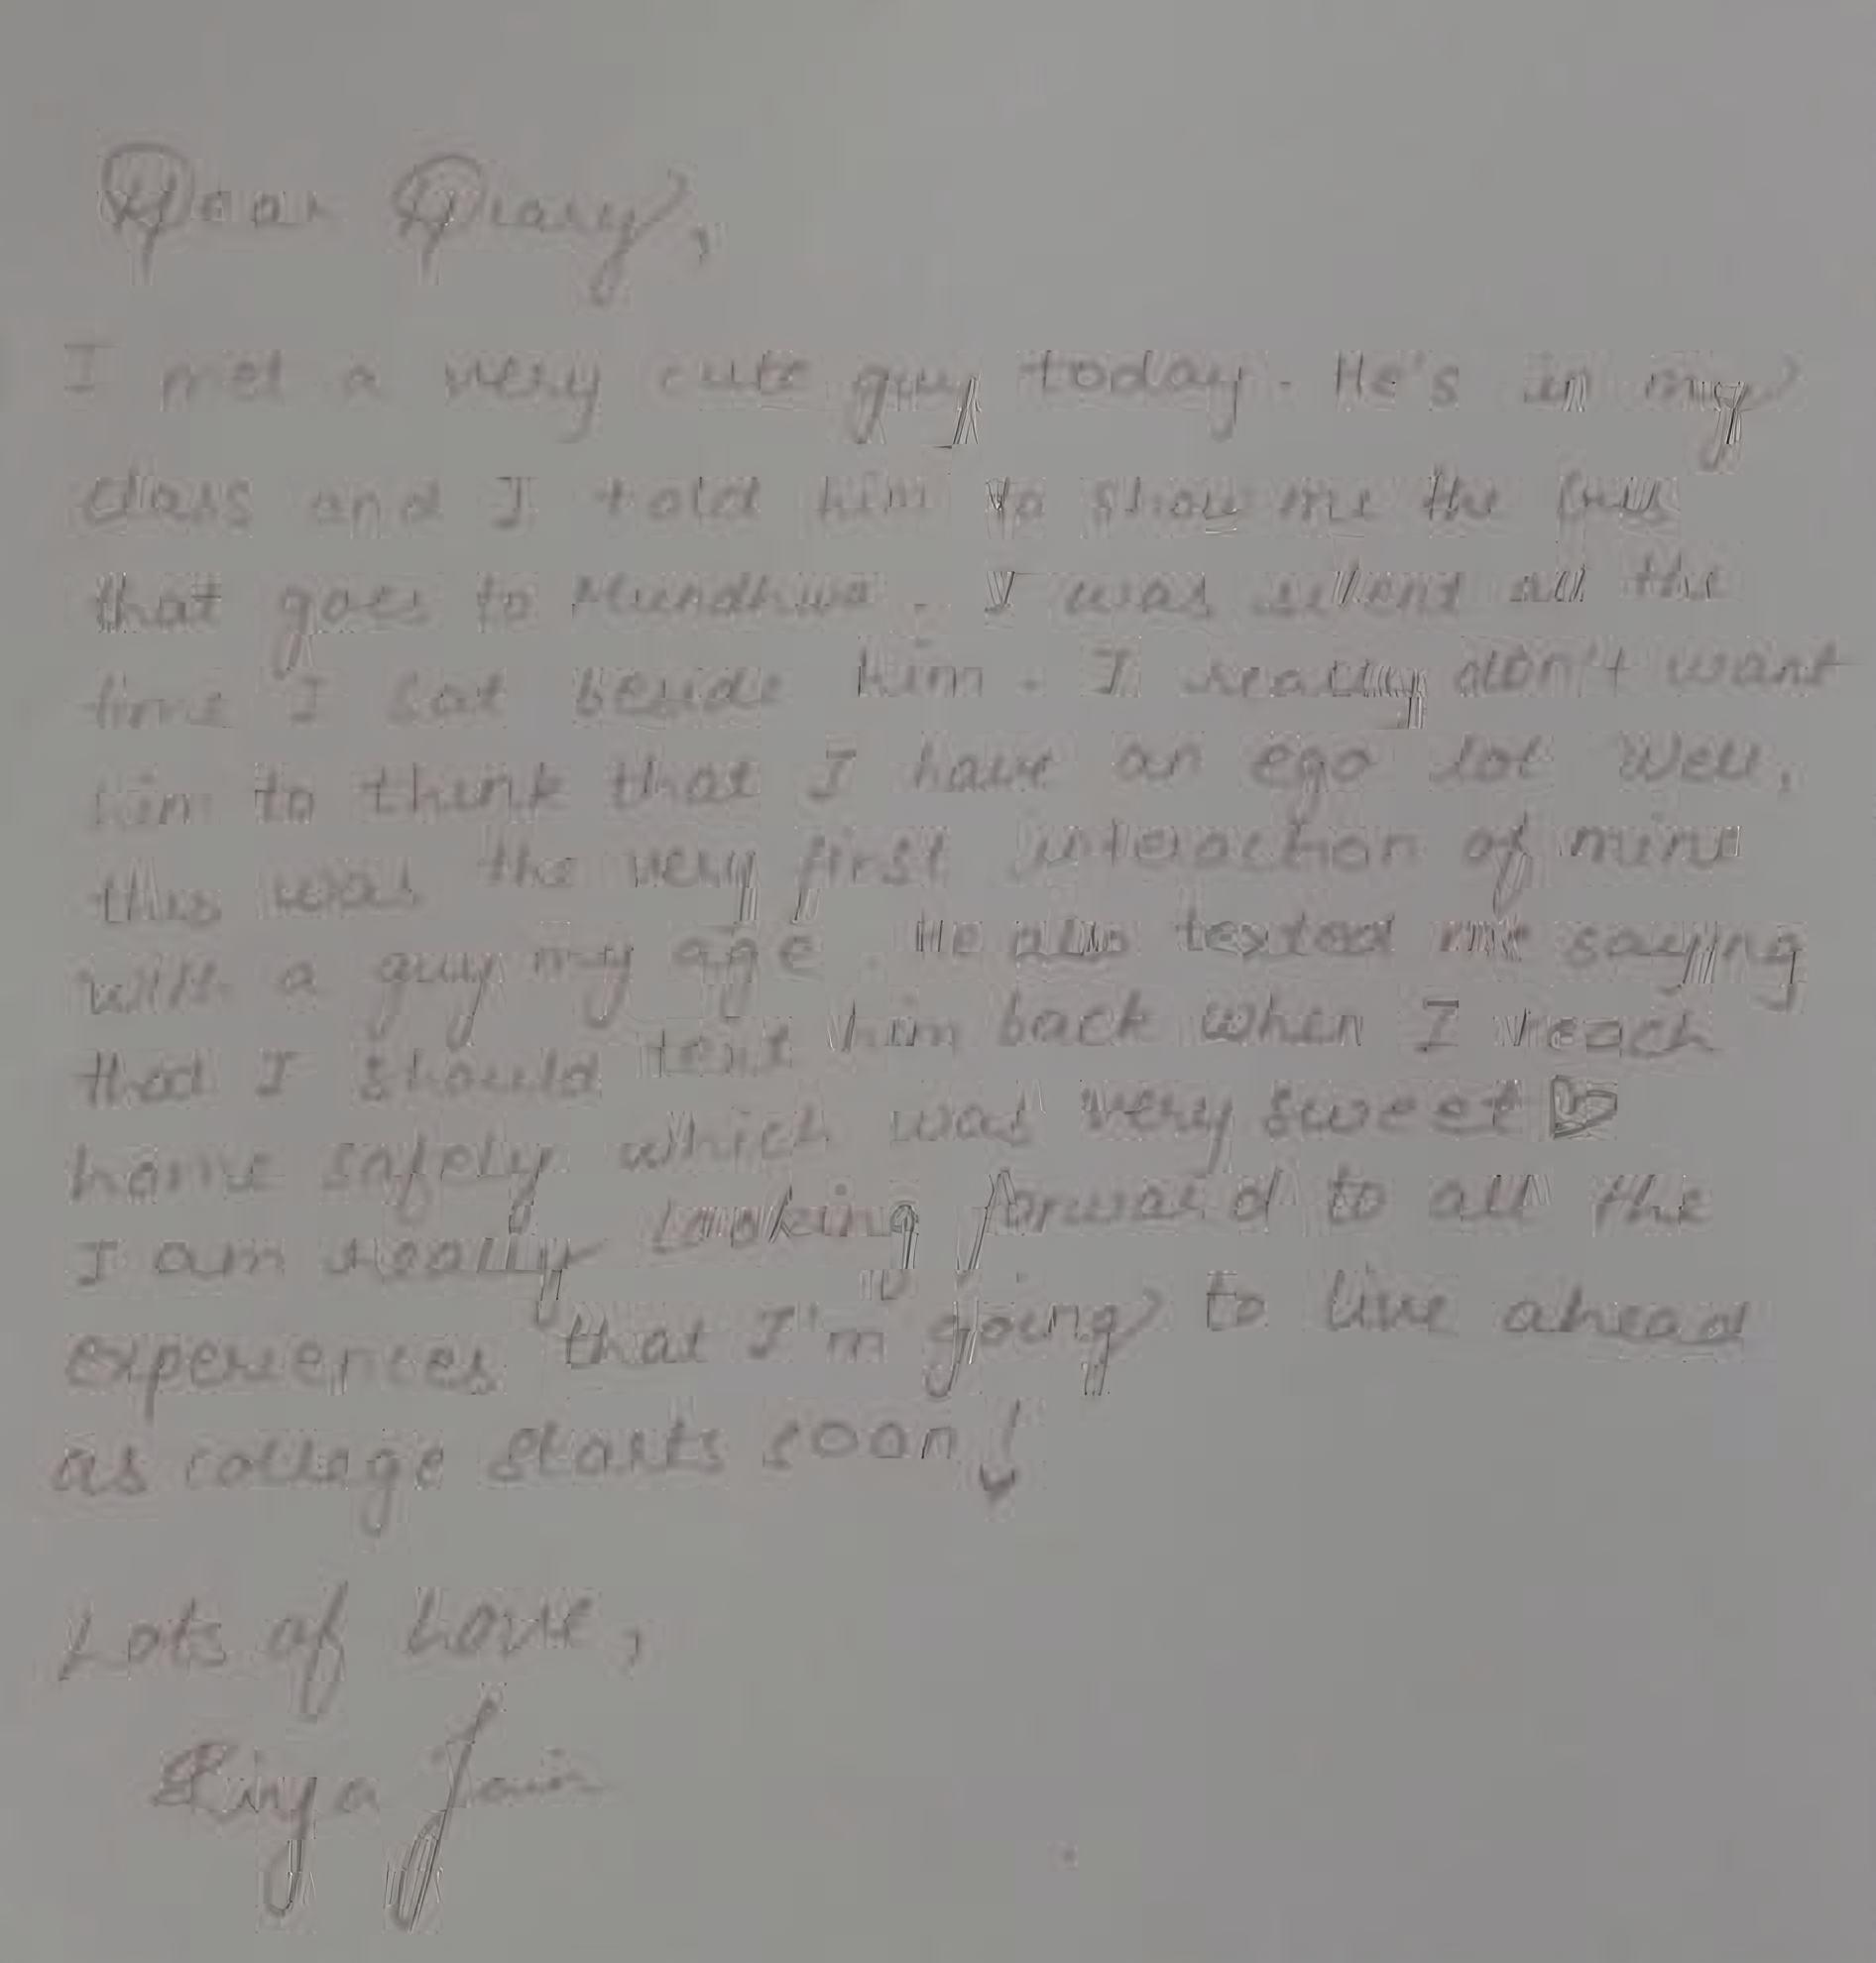 Dear Diary,
I met a very cute guy today. He's in my
class and I told him to show me the bus
that goes to Mundhwa. I was silent all the
time I sat beside him. I really don't want
him to think that I have an ego lol Well,
this was the very first interaction of mine
with a guy my age. He also texted me saying
that I should text him back when I reach
home safely which was very sweet
I am really looking forward to all the
experiences that I'm going to live ahead
as college starts soon!
Lots of Love,
Jain